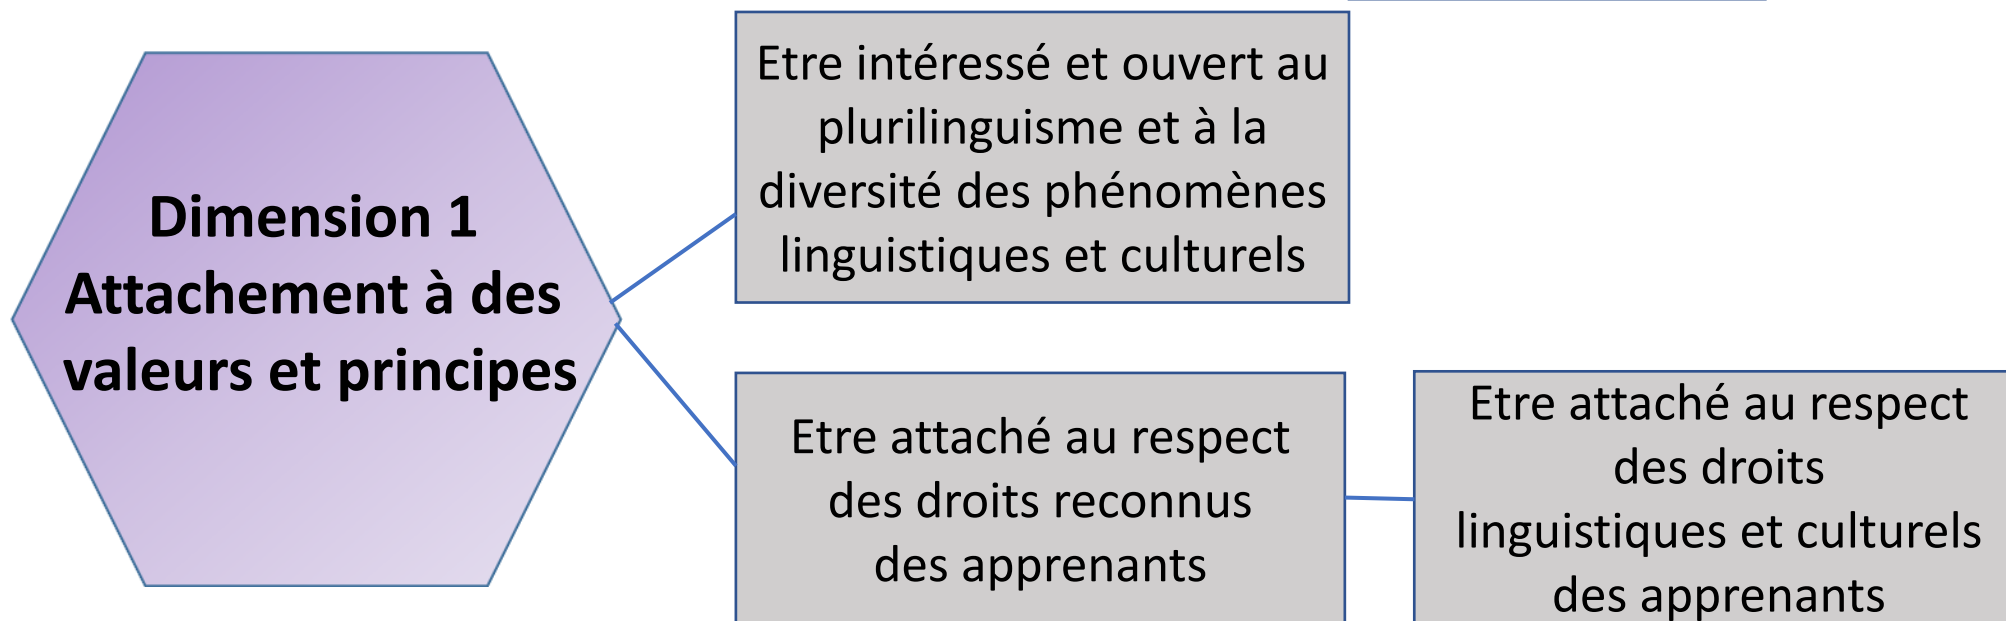 Dimension 1
Attachement à des
valeurs et principes
Etre intéressé et ouvert au
plurilinguisme et à la
diversité des phénomènes
linguistiques et culturels
Etre attaché au respect
des droits reconnus
des apprenants
Etre attaché au respect
des droits
linguistiques et culturels
des apprenants